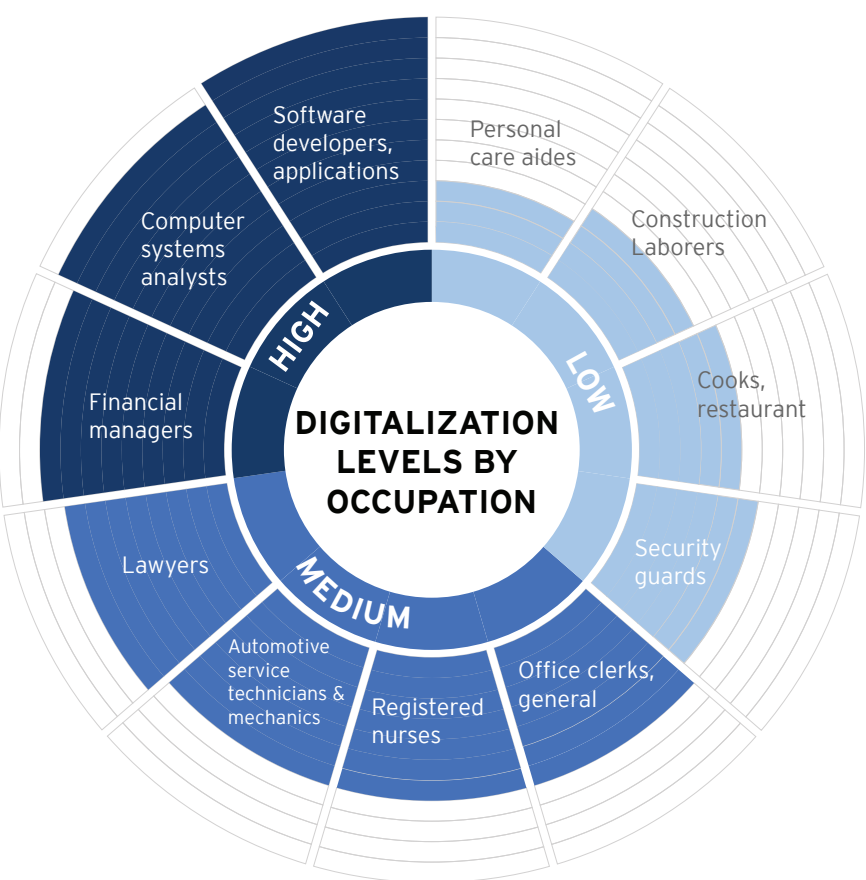 DIGITALIZATION
LEVELS BY
OCCUPATION
HIGH
Software
developers,
applications
Computer
systems
analysts
Financial
managers
MEDIUM
Lawyers
Automotive
service
technicians &
mechanics
Registered
nurses
Office clerks,
general
LOW
Personal
care aides
Construction
Laborers
Cooks,
restaurant
Security
guards